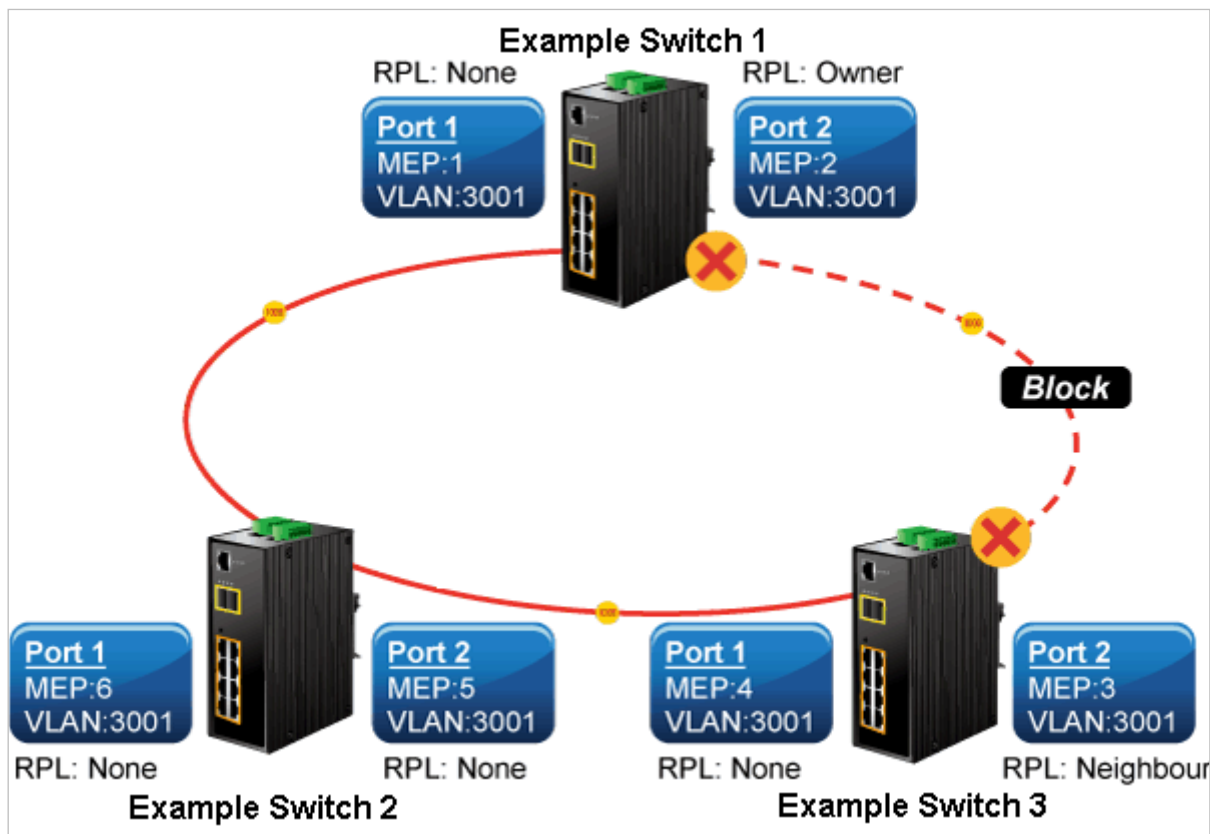 Example Switch 1
RPL: None
RPL: Owner
Port 1
MEP:1
VLAN:3001
Port 2
MEP:2
VLAN:3001
Block
Port 1
MEP:6
VLAN:3001
Port 2
MEP:5
VLAN:3001
Port 1
MEP:4
VLAN:3001
Port 2
MEP:3
VLAN:3001
RPL: None
RPL: None
RPL: None
RPL: Neighbour
Example Switch 2
Example Switch 3